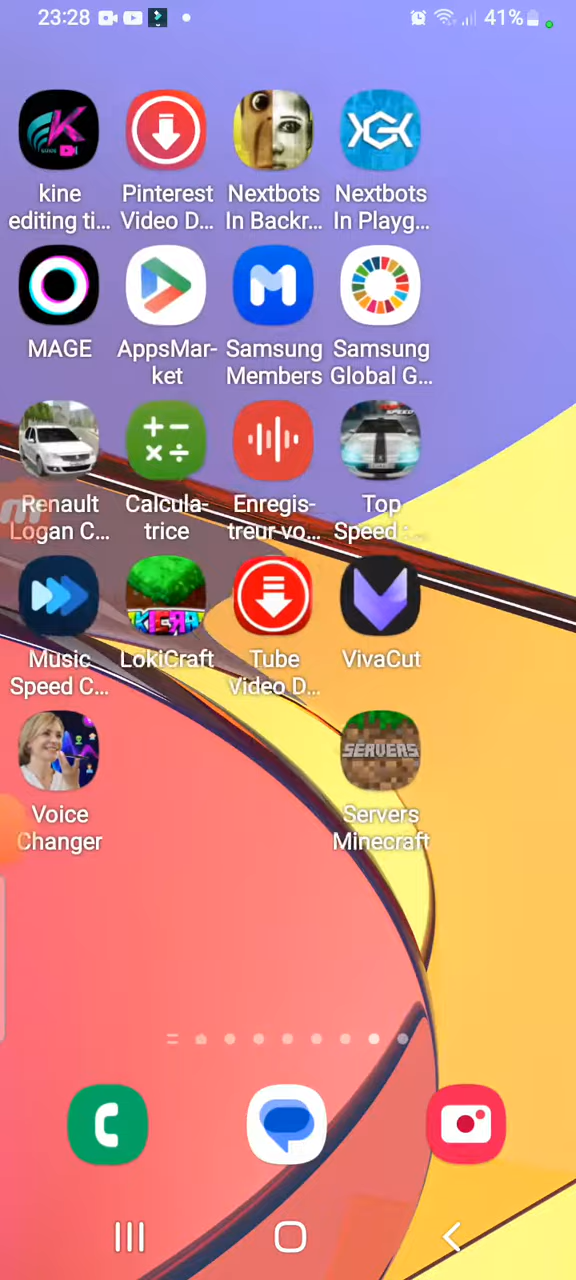 23:28
41%
kine
editing ti...
Pinterest
Video D...
Nextbots
In Backr...
Nextbots
In Playg...
MAGE
AppsMar-
ket
Samsung
Members
Samsung
Global G...
SPEED
Renault
Logan C...
Calcula-
trice
Enregis-
treur vo...
Top
Speed :...
Music
Speed C...
LokiCraft
Tube
Video D...
VivaCut
SERVERS
Voice
Changer
Servers
Minecraft